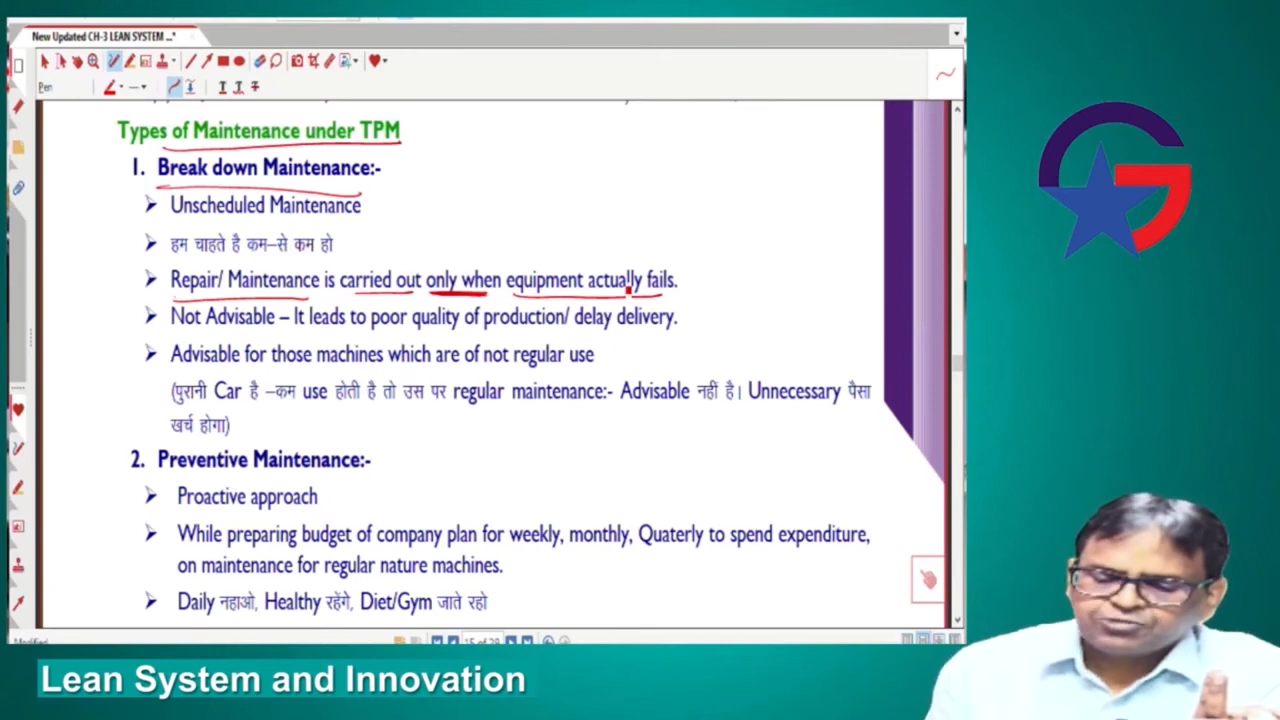 New Updated CH-3 LEAN SYSTEM ...*
Pen
Types of Maintenance under TPM
1. Break down Maintenance:-
Unscheduled Maintenance
हम चाहते है कम–से कम हो
Repair/ Maintenance is carried out only when equipment actually fails.
Not Advisable – It leads to poor quality of production/ delay delivery.
Advisable for those machines which are of not regular use
(पुरानी Car है –कम use होती है तो उस पर regular maintenance:- Advisable नहीं है। Unnecessary पैसा
खर्च होगा)
2. Preventive Maintenance:-
Proactive approach
While preparing budget of company plan for weekly, monthly, Quaterly to spend expenditure,
on maintenance for regular nature machines.
Daily नहाओ, Healthy रहेंगे, Diet/Gym जाते रहो
15 of 29
Lean System and Innovation